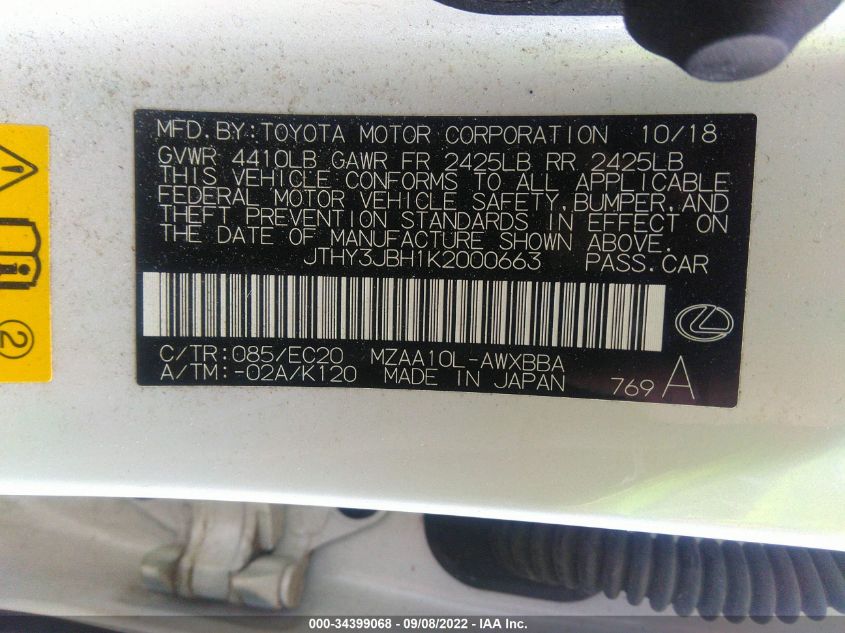 MFD. BY: TOYOTA MOTOR CORPORATION 10/18
GVWR 4410LB GAWR FR 2425LB RR 2425LB
THIS VEHICLE CONFORMS TO ALL APPLICABLE
FEDERAL MOTOR VEHICLE SAFETY, BUMPER, AND
THEFT PREVENTION STANDARDS IN EFFECT ON
THE DATE OF MANUFACTURE SHOWN ABOVE.
JTHY3JBH1K2000663 PASS. CAR
C/TR: 085/EC20 MZAA10L-AWXBBA
A/TM: -02A/K120 MADE IN JAPAN 769 A
2
000-34399068 - 09/08/2022 - IAA Inc.